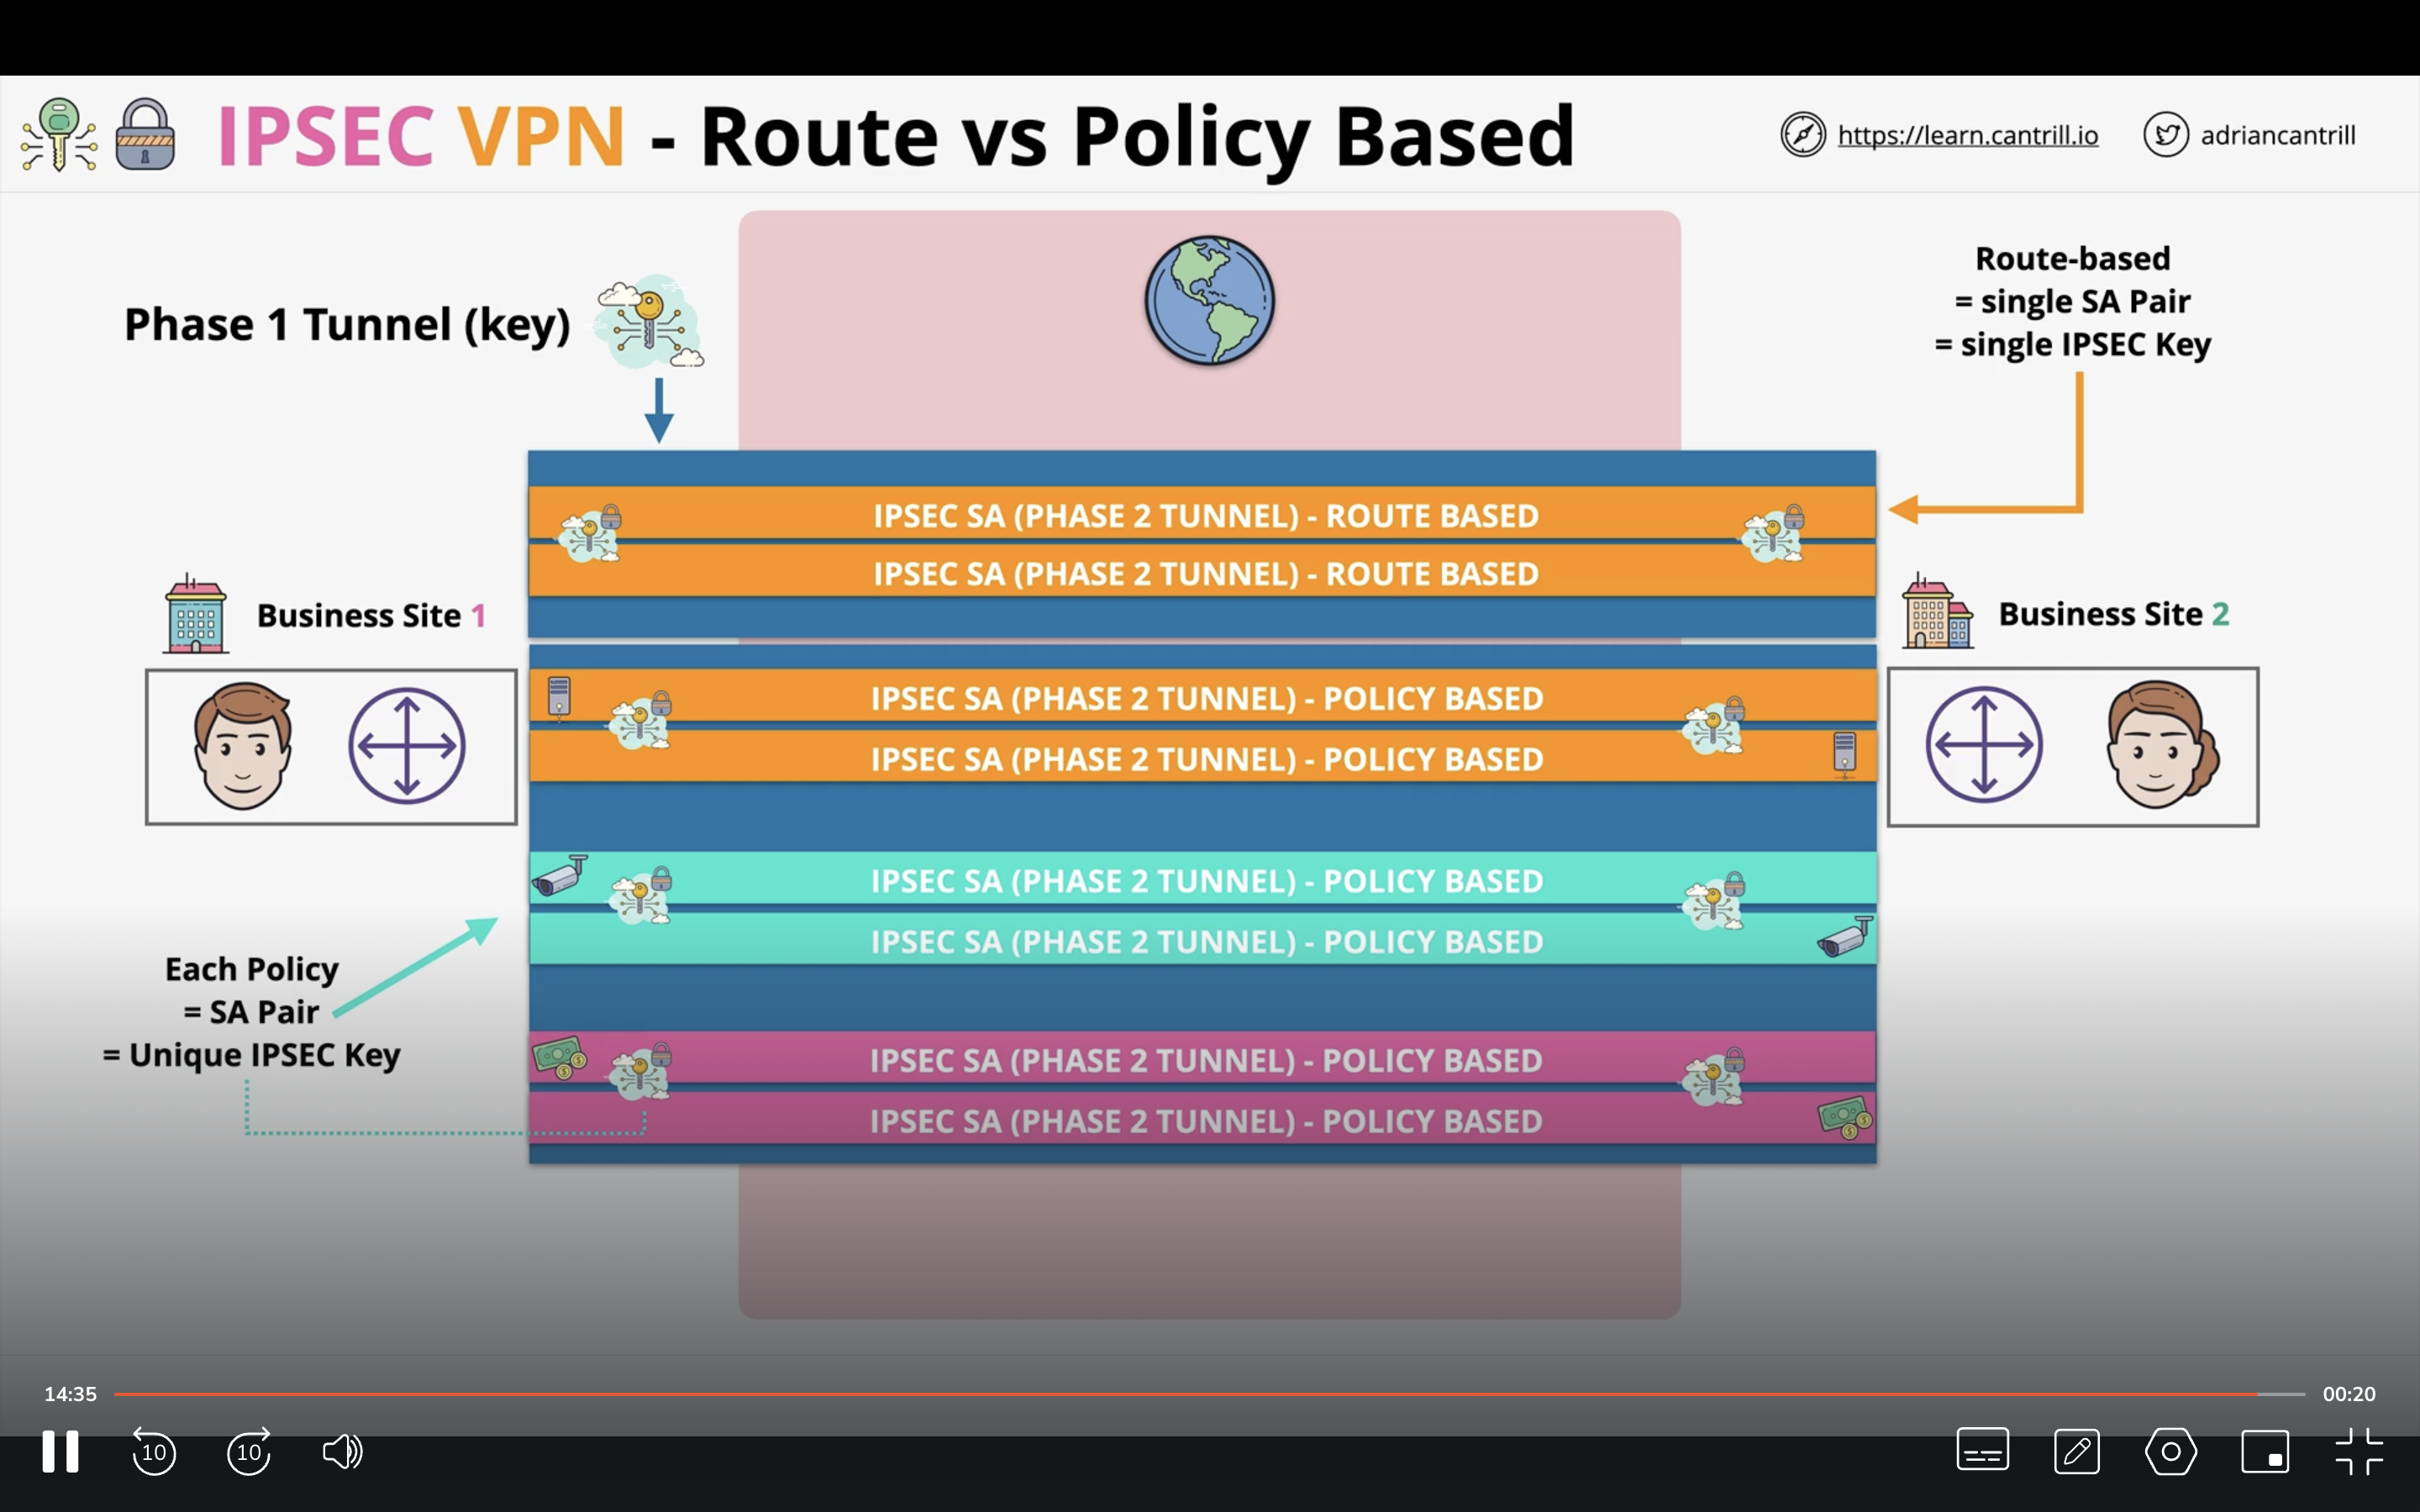 IPSEC VPN - Route vs Policy Based
https://learn.cantrill.io
adriancantrill
Phase 1 Tunnel (key)
Route-based
= single SA Pair
= single IPSEC Key
IPSEC SA (PHASE 2 TUNNEL) - ROUTE BASED
IPSEC SA (PHASE 2 TUNNEL) - ROUTE BASED
Business Site 1
Business Site 2
IPSEC SA (PHASE 2 TUNNEL) - POLICY BASED
IPSEC SA (PHASE 2 TUNNEL) - POLICY BASED
IPSEC SA (PHASE 2 TUNNEL) - POLICY BASED
IPSEC SA (PHASE 2 TUNNEL) - POLICY BASED
Each Policy
= SA Pair
= Unique IPSEC Key
IPSEC SA (PHASE 2 TUNNEL) - POLICY BASED
IPSEC SA (PHASE 2 TUNNEL) - POLICY BASED
14:35
00:20
10
10